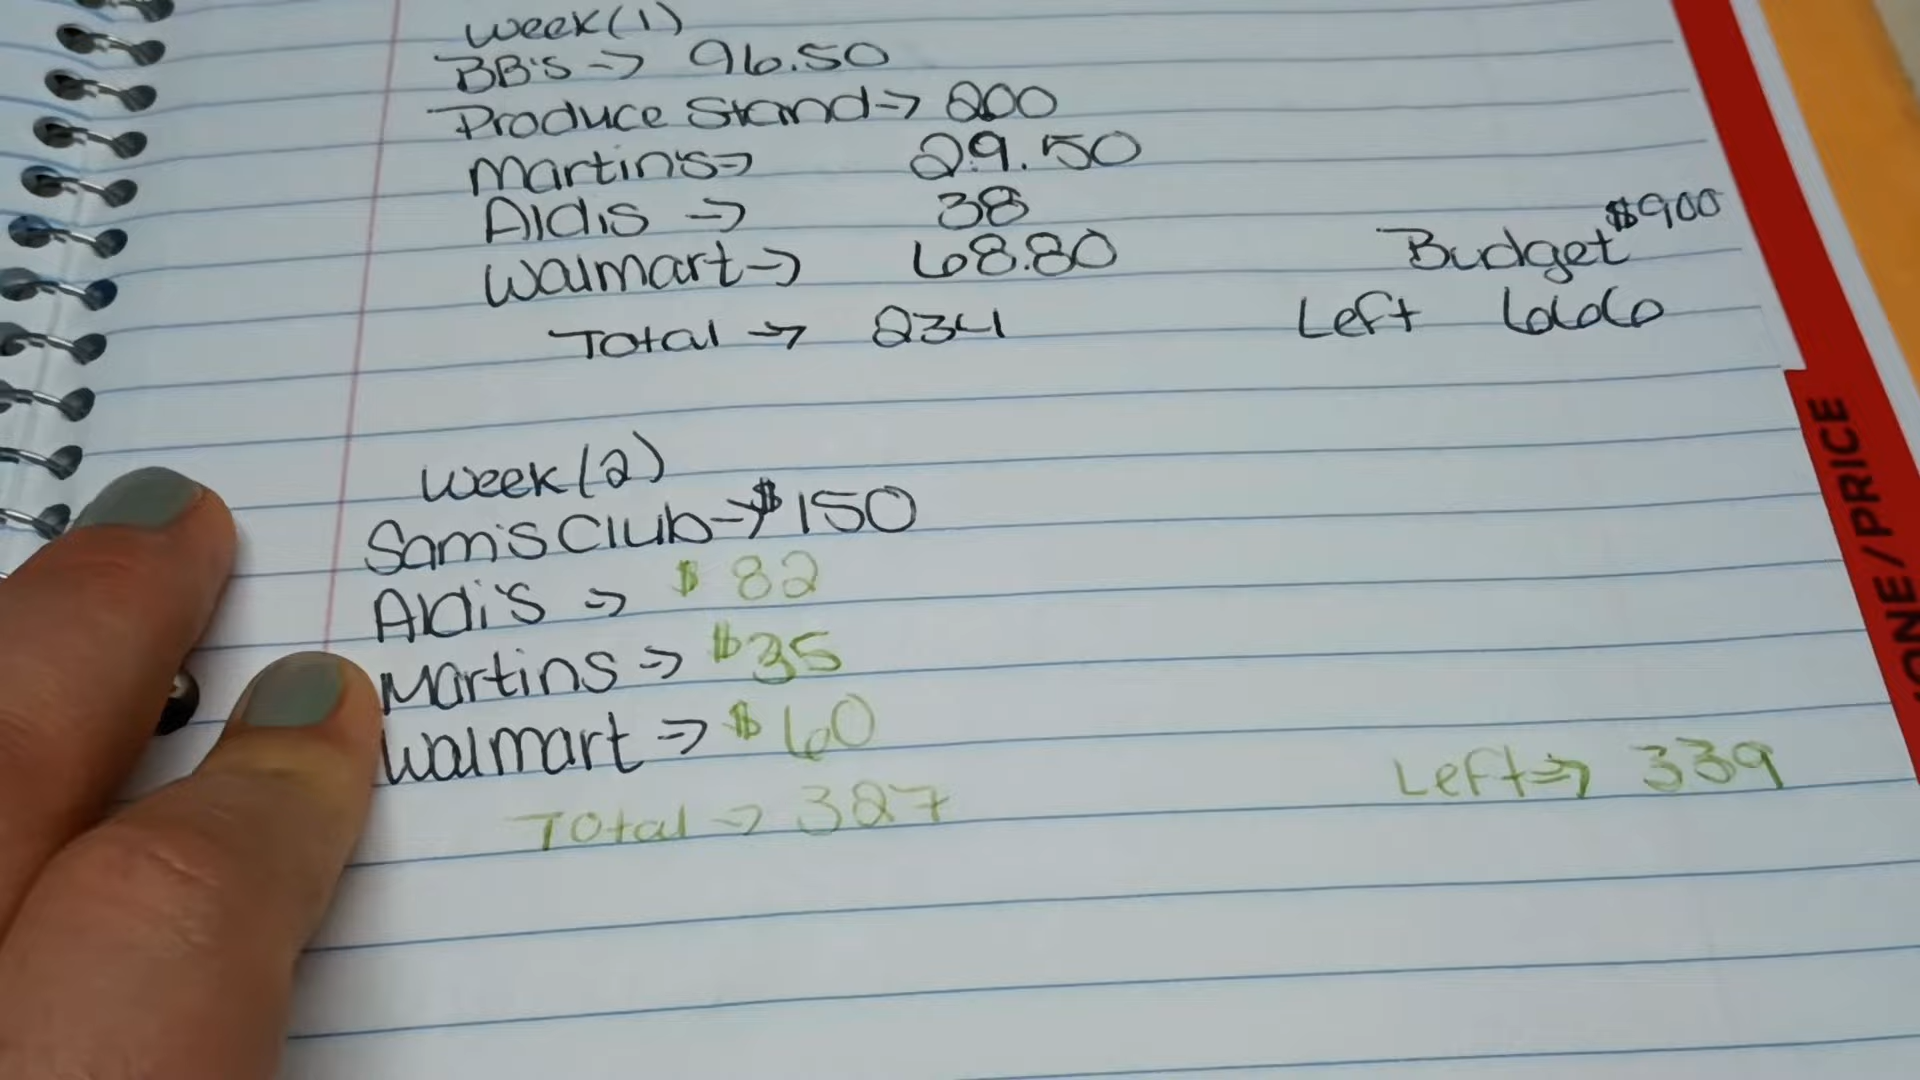 week (1)
BB's → 96.50
Produce Stand → 200
Martin's → 29.50
Aldis → 38
Walmart → 68.80
Total → 234
Budget $900
Left 666
week (2)
Sam's Club → $150
Aldi's → $82
Martins → $35
Walmart → $60
Total → 327
Left → 339
ONE/PRICE